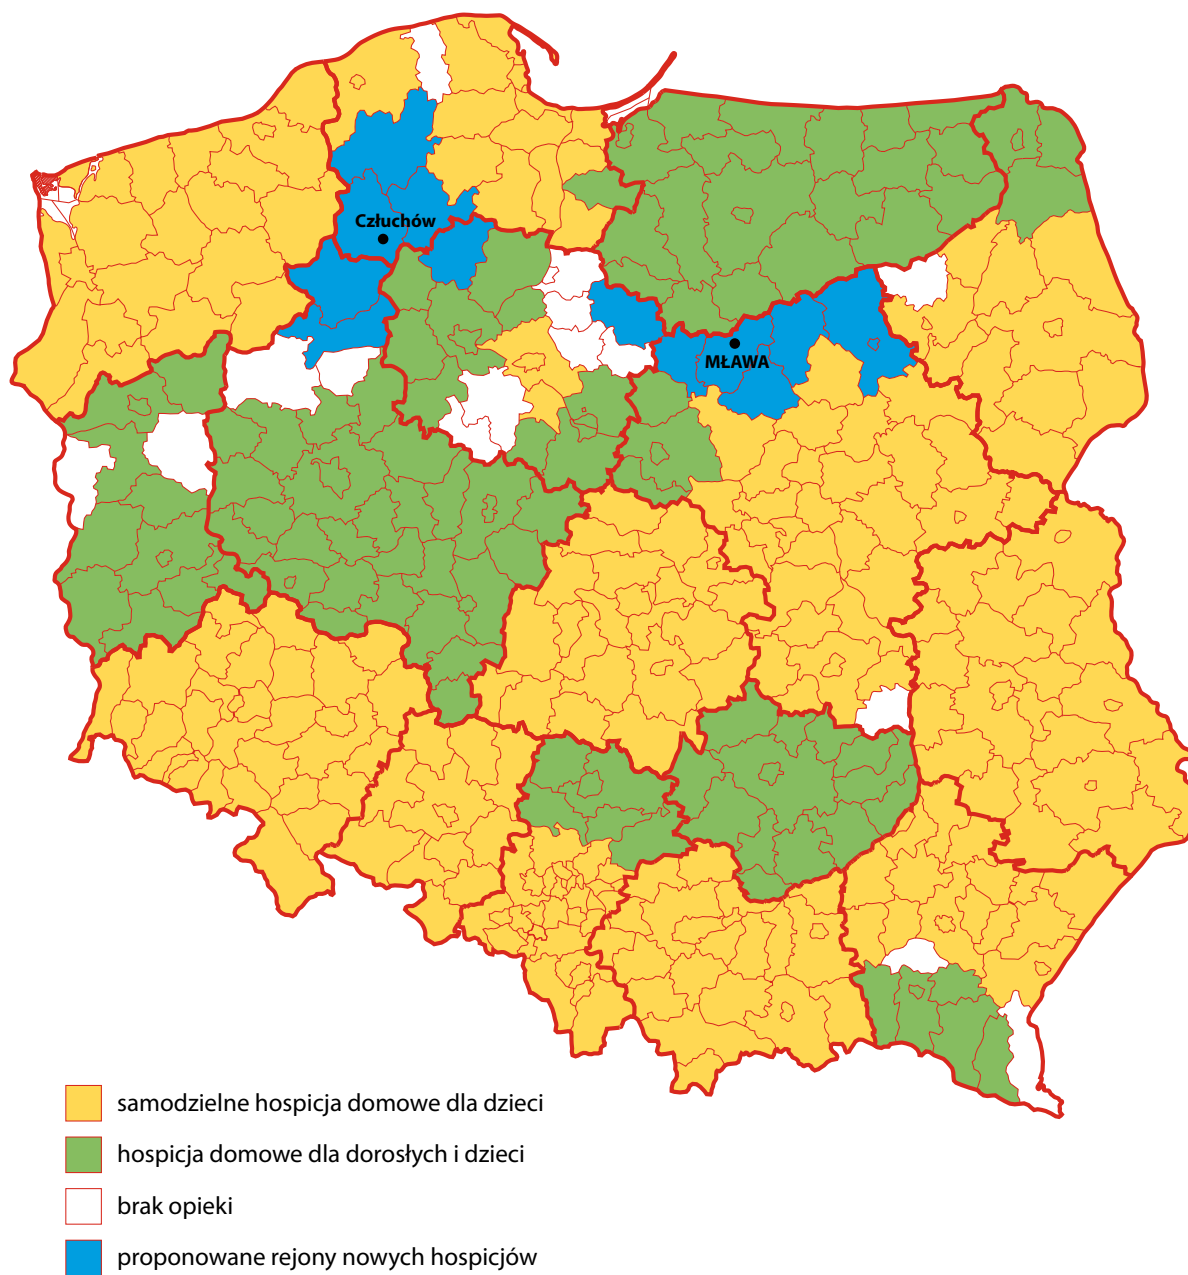 Człuchów
MŁAWA
samodzielne hospicja domowe dla dzieci
hospicja domowe dla dorosłych i dzieci
brak opieki
proponowane rejony nowych hospicjów